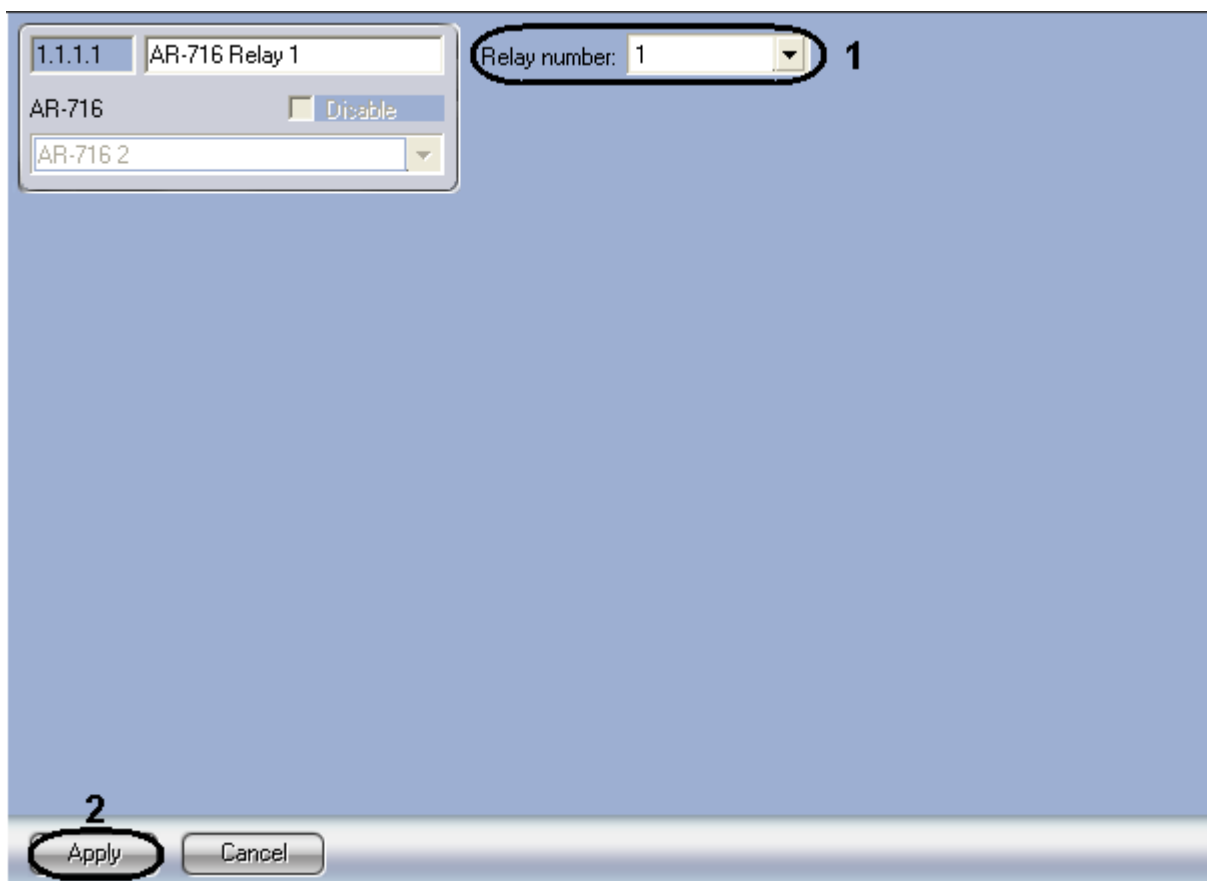 1.1.1.1 AR-716 Relay 1 Relay number: 1 1
AR-716 Disable
AR-716 2
2
Apply Cancel